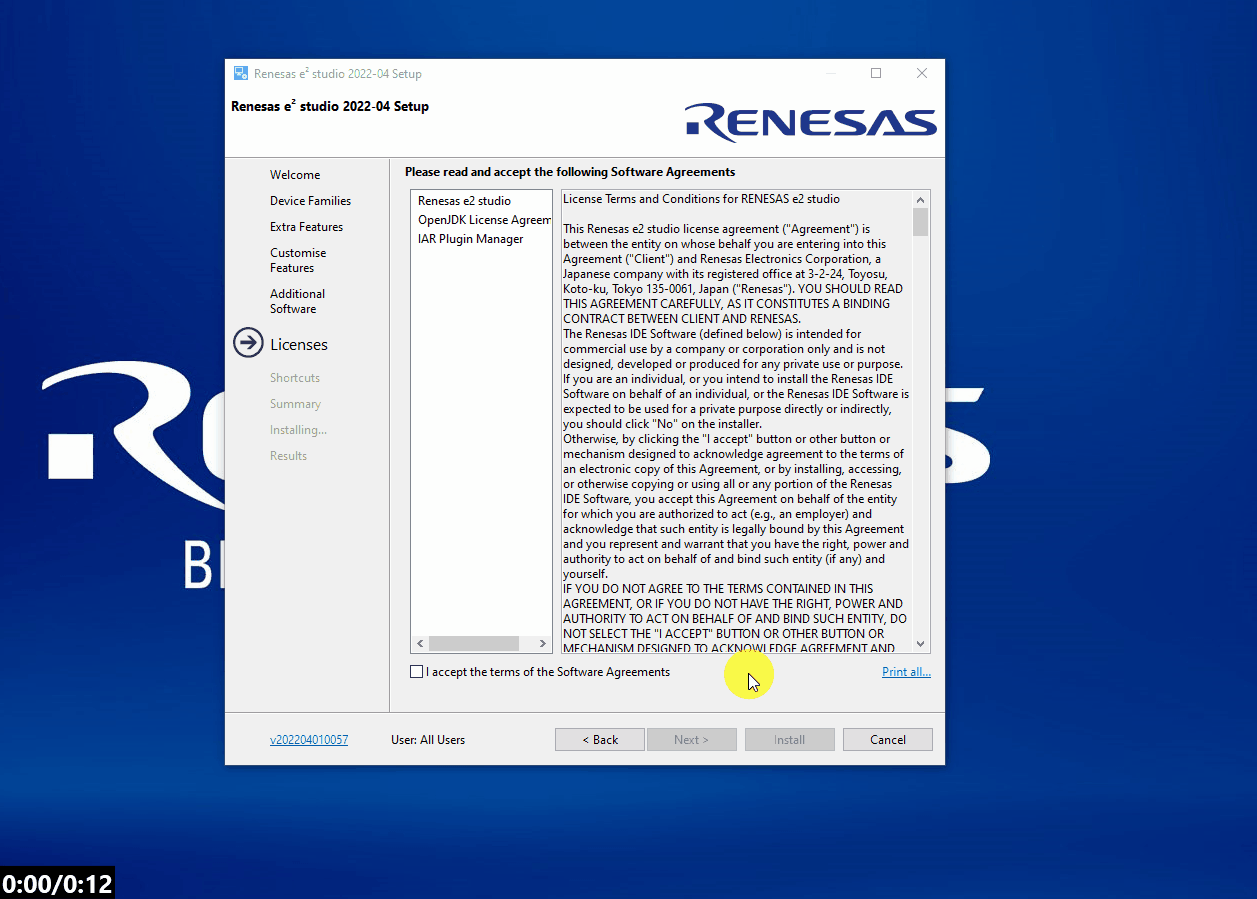 Renesas e² studio 2022-04 Setup
Renesas e² studio 2022-04 Setup
RENESAS
Welcome
Device Families
Extra Features
Customise
Features
Additional
Software
Licenses
Shortcuts
Summary
Installing...
Results
Please read and accept the following Software Agreements
Renesas e2 studio
OpenJDK License Agreem
IAR Plugin Manager
License Terms and Conditions for RENESAS e2 studio
This Renesas e2 studio license agreement ("Agreement") is
between the entity on whose behalf you are entering into this
Agreement ("Client") and Renesas Electronics Corporation, a
Japanese company with its registered office at 3-2-24, Toyosu,
Koto-ku, Tokyo 135-0061, Japan ("Renesas"). YOU SHOULD READ
THIS AGREEMENT CAREFULLY, AS IT CONSTITUTES A BINDING
CONTRACT BETWEEN CLIENT AND RENESAS.
The Renesas IDE Software (defined below) is intended for
commercial use by a company or corporation only and is not
designed, developed or produced for any private use or purpose.
If you are an individual, or you intend to install the Renesas IDE
Software on behalf of an individual, or the Renesas IDE Software is
expected to be used for a private purpose directly or indirectly,
you should click "No" on the installer.
Otherwise, by clicking the "I accept" button or other button or
mechanism designed to acknowledge agreement to the terms of
an electronic copy of this Agreement, or by installing, accessing,
or otherwise copying or using all or any portion of the Renesas
IDE Software, you accept this Agreement on behalf of the entity
for which you are authorized to act (e.g., an employer) and
acknowledge that such entity is legally bound by this Agreement
and you represent and warrant that you have the right, power and
authority to act on behalf of and bind such entity (if any) and
yourself.
IF YOU DO NOT AGREE TO THE TERMS CONTAINED IN THIS
AGREEMENT, OR IF YOU DO NOT HAVE THE RIGHT, POWER AND
AUTHORITY TO ACT ON BEHALF OF AND BIND SUCH ENTITY, DO
NOT SELECT THE "I ACCEPT" BUTTON OR OTHER BUTTON OR
MECHANISM DESIGNED TO ACKNOWLEDGE AGREEMENT AND
I accept the terms of the Software Agreements
Print all...
v202204010057
User: All Users
< Back
Next >
Install
Cancel
0:00/0:12